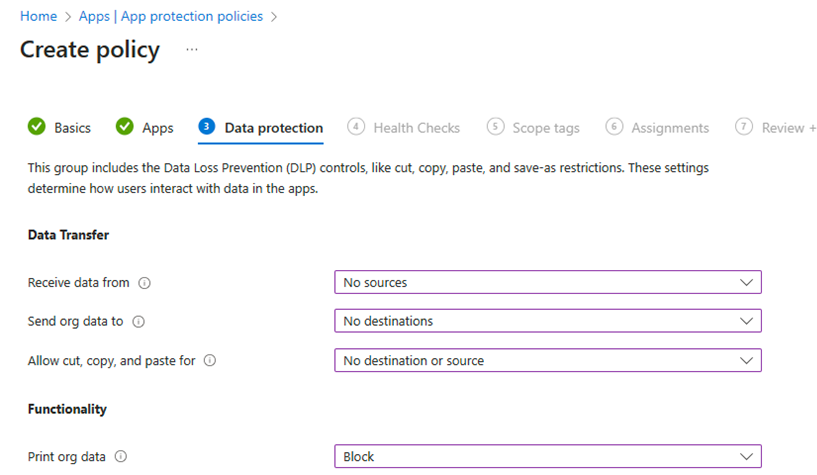 Home > Apps | App protection policies >
Create policy ...
Basics Apps 3 Data protection 4 Health Checks 5 Scope tags 6 Assignments 7 Review +
This group includes the Data Loss Prevention (DLP) controls, like cut, copy, paste, and save-as restrictions. These settings
determine how users interact with data in the apps.
Data Transfer
Receive data from No sources
Send org data to No destinations
Allow cut, copy, and paste for No destination or source
Functionality
Print org data Block